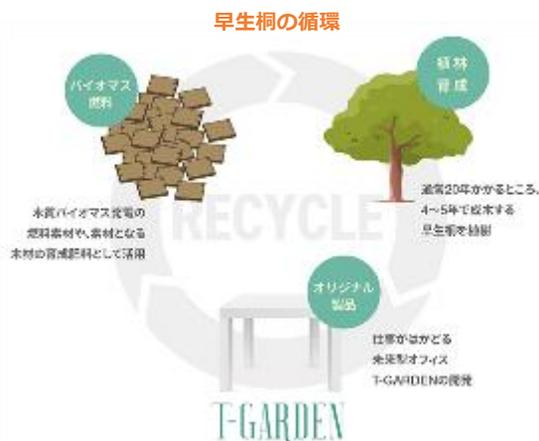 早生桐の循環
バイオマス
燃料
植林
育成
木質バイオマス発電の
燃料素材や、素材となる
木材の育成肥料として活用
通常20年かかるところ、
4〜5年で成木する
早生桐を植樹
RECYCLE
オリジナル
製品
仕事がはかどる
未来型オフィス
T-GARDENの開発
T-GARDEN